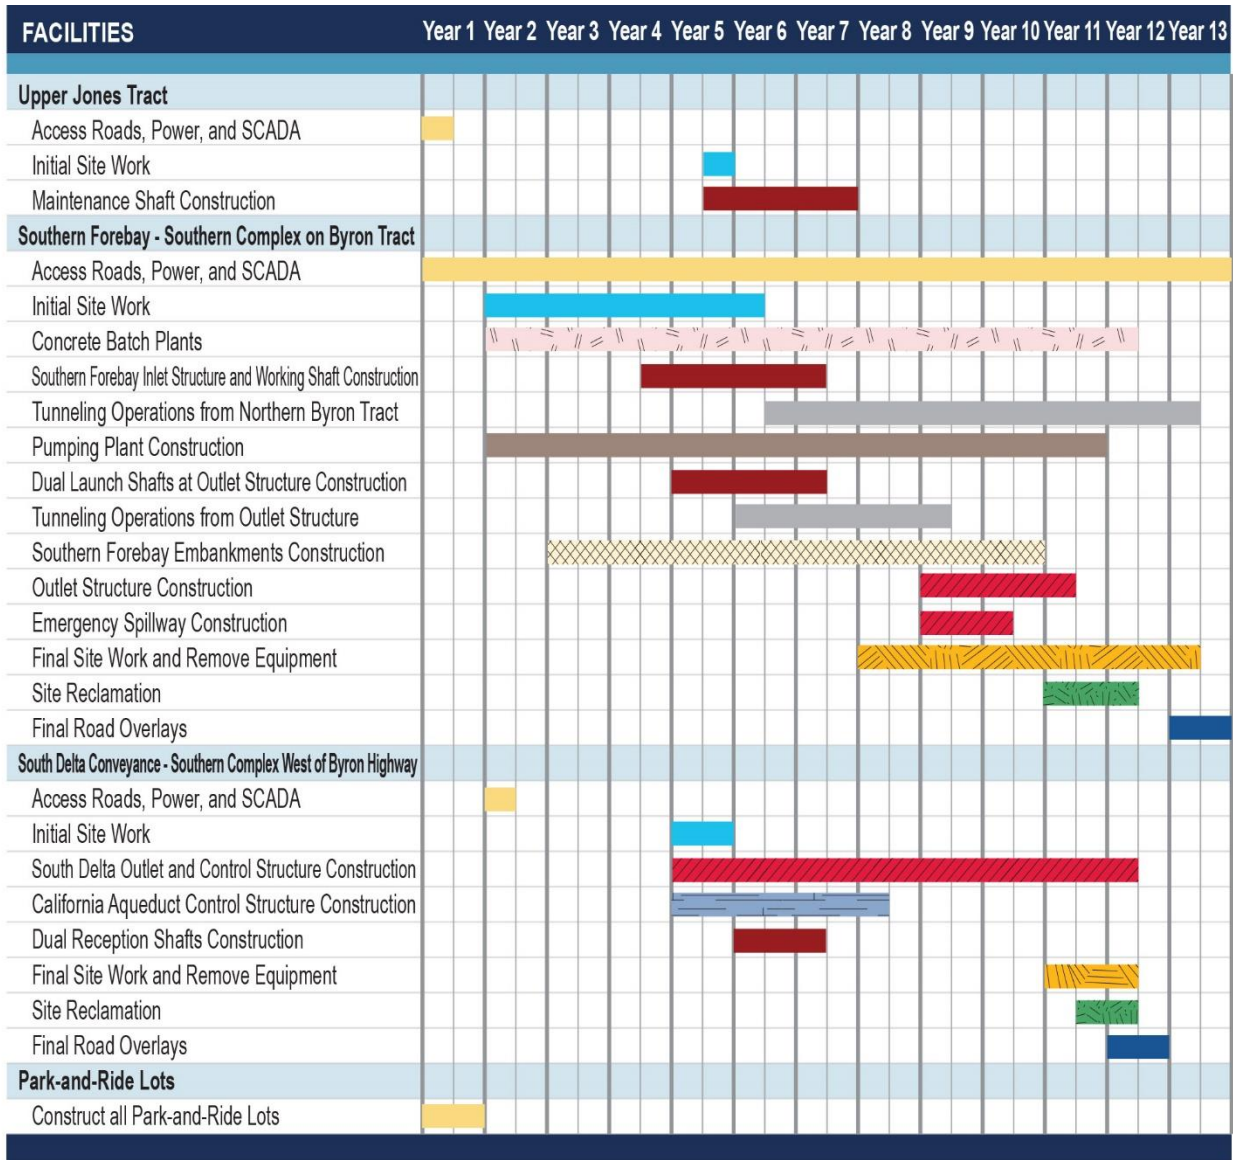 FACILITIES Year 1 Year 2 Year 3 Year 4 Year 5 Year 6 Year 7 Year 8 Year 9 Year 10 Year 11 Year 12 Year 13
Upper Jones Tract
Access Roads, Power, and SCADA
Initial Site Work
Maintenance Shaft Construction
Southern Forebay - Southern Complex on Byron Tract
Access Roads, Power, and SCADA
Initial Site Work
Concrete Batch Plants
Southern Forebay Inlet Structure and Working Shaft Construction
Tunneling Operations from Northern Byron Tract
Pumping Plant Construction
Dual Launch Shafts at Outlet Structure Construction
Tunneling Operations from Outlet Structure
Southern Forebay Embankments Construction
Outlet Structure Construction
Emergency Spillway Construction
Final Site Work and Remove Equipment
Site Reclamation
Final Road Overlays
South Delta Conveyance - Southern Complex West of Byron Highway
Access Roads, Power, and SCADA
Initial Site Work
South Delta Outlet and Control Structure Construction
California Aqueduct Control Structure Construction
Dual Reception Shafts Construction
Final Site Work and Remove Equipment
Site Reclamation
Final Road Overlays
Park-and-Ride Lots
Construct all Park-and-Ride Lots